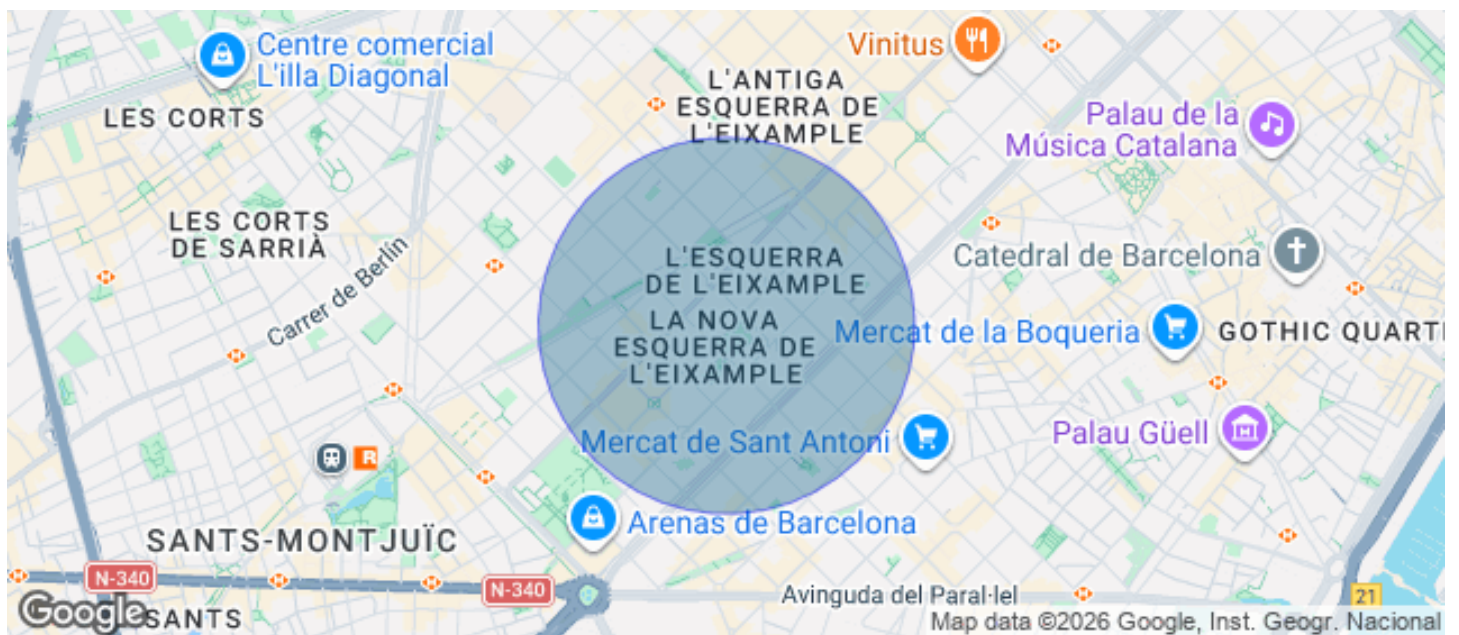 Centre comercial
L'illa Diagonal
Vinitus
L'ANTIGA
ESQUERRA DE
L'EIXAMPLE
LES CORTS
Palau de la
Música Catalana
LES CORTS
DE SARRIÀ
Carrer de Berlín
L'ESQUERRA
DE L'EIXAMPLE
Catedral de Barcelona
LA NOVA
ESQUERRA DE
L'EIXAMPLE
Mercat de la Boqueria
GOTHIC QUART
Mercat de Sant Antoni
Palau Güell
R
Arenas de Barcelona
SANTS-MONTJUÏC
N-340
N-340
Avinguda del Paral·lel
21
Google
SANTS
Map data ©2026 Google, Inst. Geogr. Nacional